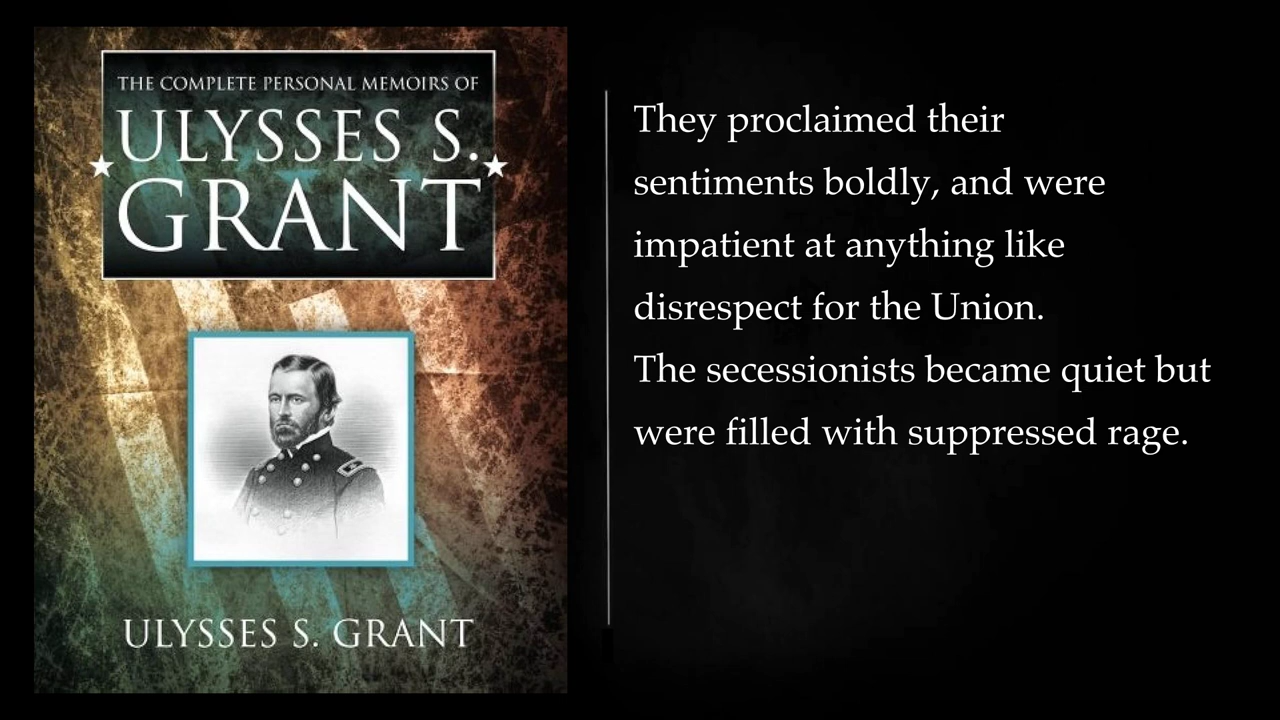 THE COMPLETE PERSONAL MEMOIRS OF
ULYSSES S.
GRANT
ULYSSES S. GRANT
They proclaimed their
sentiments boldly, and were
impatient at anything like
disrespect for the Union.
The secessionists became quiet but
were filled with suppressed rage.